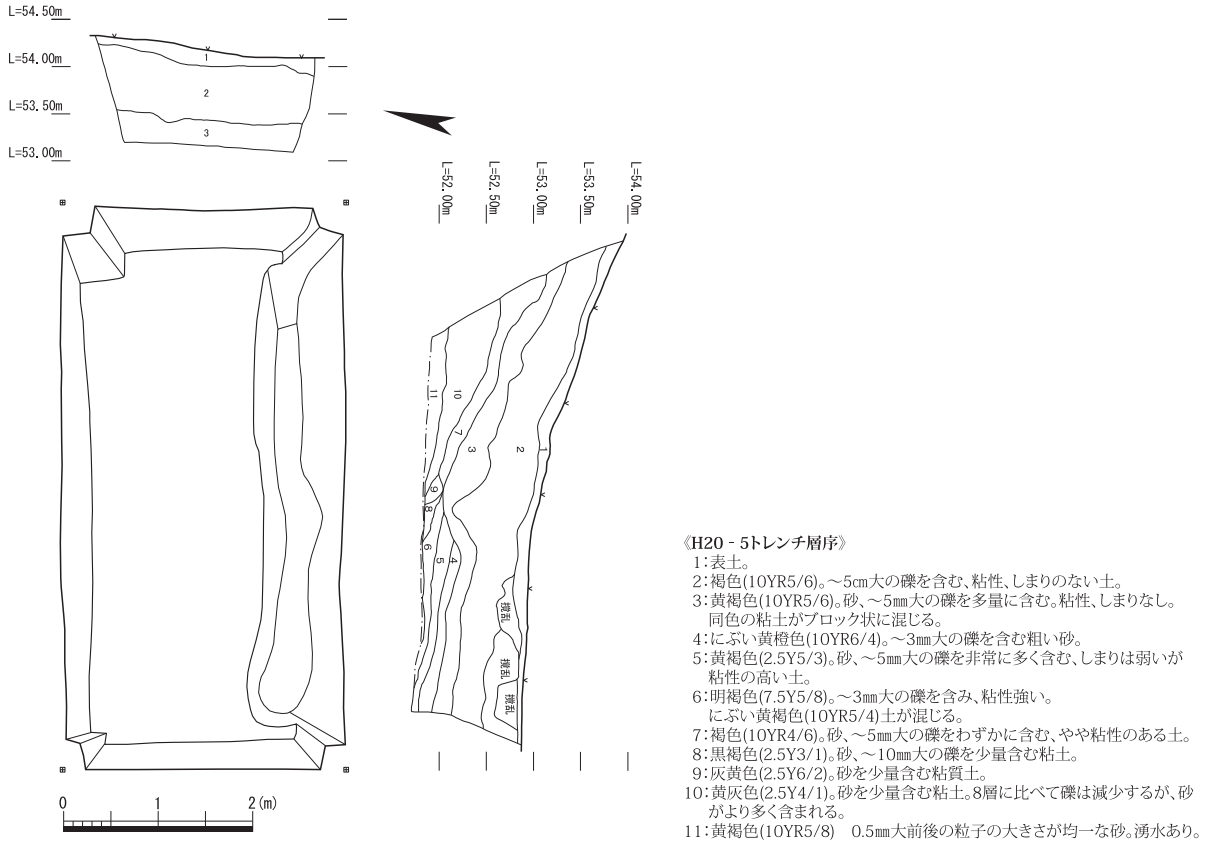 L=54.50m
L=54.00m
L=53.50m
L=53.00m
1
2
3
L=52.00m
L=52.50m
L=53.00m
L=53.50m
L=54.00m
11
10
7
3
2
1
9
8
6
5
4
撹乱
撹乱
撹乱
0
1
2(m)
《H20‐5トレンチ層序》
1:表土。
2:褐色(10YR5/6)。～5㎝大の礫を含む、粘性、しまりのない土。
3:黄褐色(10YR5/6)。砂、～5㎜大の礫を多量に含む。粘性、しまりなし。
同色の粘土がブロック状に混じる。
4:にぶい黄橙色(10YR6/4)。～3㎜大の礫を含む粗い砂。
5:黄褐色(2.5Y5/3)。砂、～5㎜大の礫を非常に多く含む、しまりは弱いが
粘性の高い土。
6:明褐色(7.5Y5/8)。～3㎜大の礫を含み、粘性強い。
にぶい黄褐色(10YR5/4)土が混じる。
7:褐色(10YR4/6)。砂、～5㎜大の礫をわずかに含む、やや粘性のある土。
8:黒褐色(2.5Y3/1)。砂、～10㎜大の礫を少量含む粘土。
9:灰黄色(2.5Y6/2)。砂を少量含む粘質土。
10:黄灰色(2.5Y4/1)。砂を少量含む粘土。8層に比べて礫は減少するが、砂
がより多く含まれる。
11:黄褐色(10YR5/8)　0.5㎜大前後の粒子の大きさが均一な砂。湧水あり。